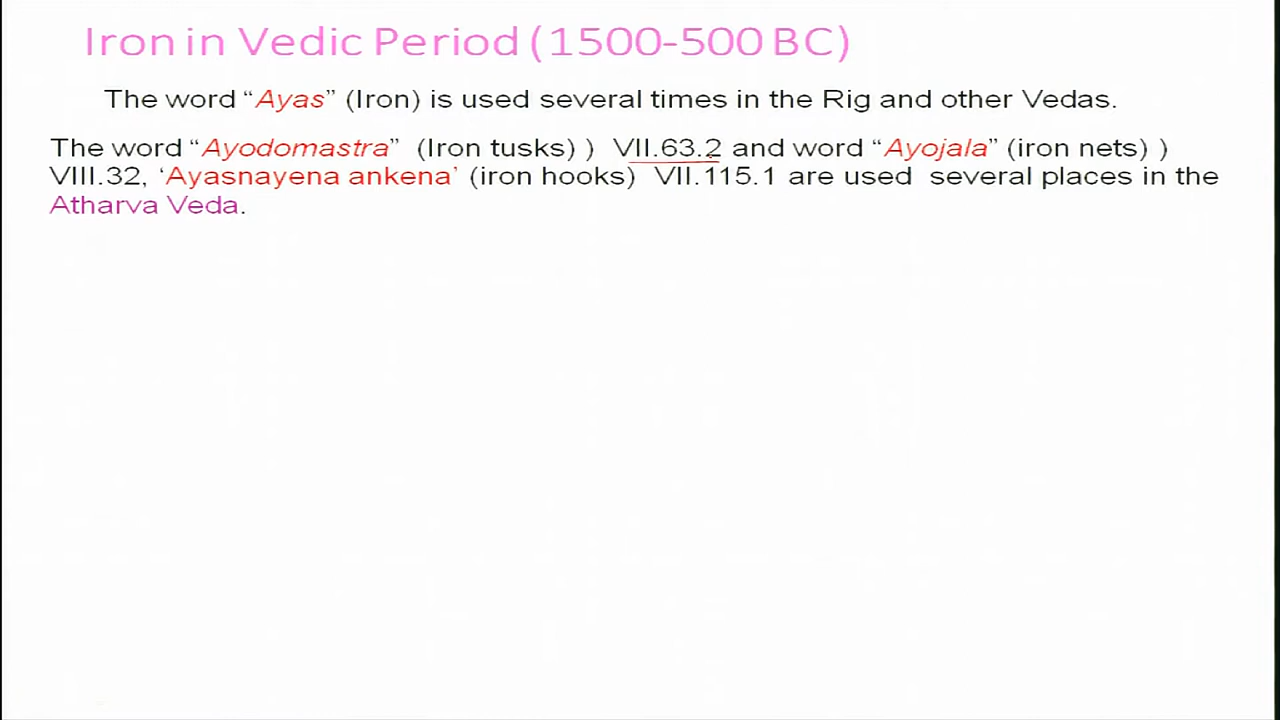 Iron in Vedic Period (1500-500 BC)
The word “Ayas” (Iron) is used several times in the Rig and other Vedas.
The word “Ayodomastra” (Iron tusks) ) VII.63.2 and word “Ayojala” (iron nets) )
VIII.32, ‘Ayasnayena ankena’ (iron hooks) VII.115.1 are used several places in the
Atharva Veda.